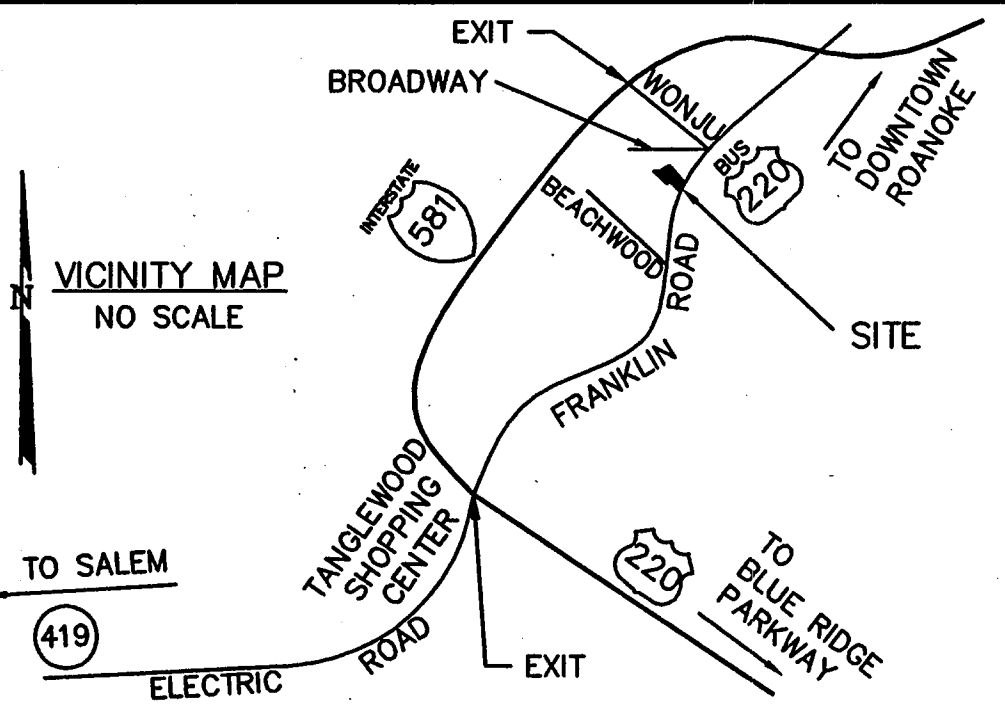 EXIT
BROADWAY
WONJU
BUS
220
TO
DOWNTOWN
ROANOKE
INTERSTATE
581
BEACHWOOD
ROAD
FRANKLIN
SITE
N
VICINITY MAP
NO SCALE
TANGLEWOOD
SHOPPING
CENTER
TO SALEM
419
ELECTRIC
ROAD
EXIT
220
TO
BLUE RIDGE
PARKWAY